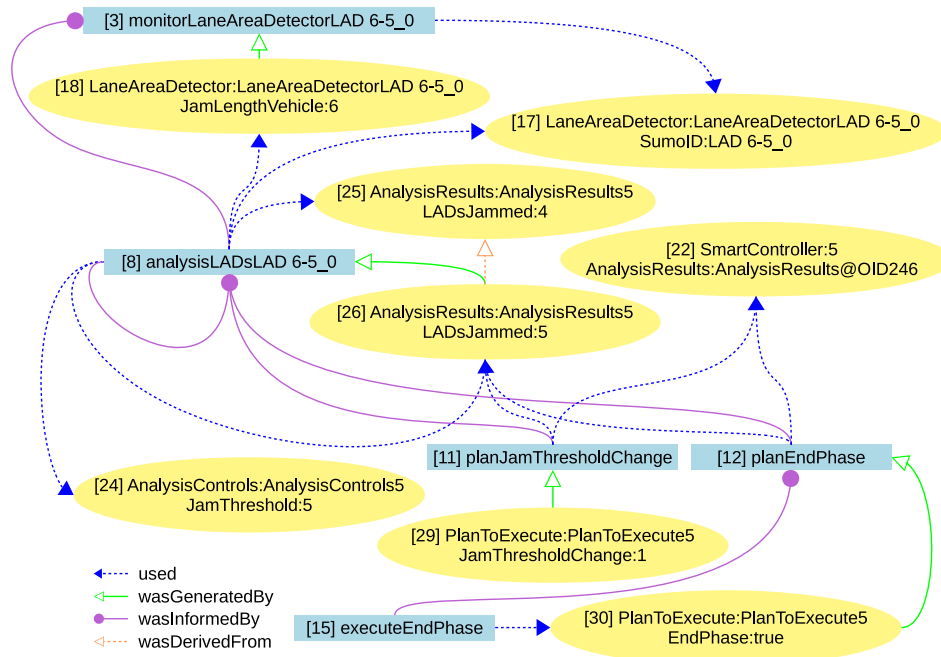 [3] monitorLaneAreaDetectorLAD 6-5_0
[18] LaneAreaDetector:LaneAreaDetectorLAD 6-5_0
JamLengthVehicle:6
[17] LaneAreaDetector:LaneAreaDetectorLAD 6-5_0
SumoID:LAD 6-5_0
[25] AnalysisResults:AnalysisResults5
LADsJammed:4
[8] analysisLADsLAD 6-5_0
[22] SmartController:5
AnalysisResults:AnalysisResults@OID246
[26] AnalysisResults:AnalysisResults5
LADsJammed:5
[11] planJamThresholdChange
[12] planEndPhase
[24] AnalysisControls:AnalysisControls5
JamThreshold:5
[29] PlanToExecute:PlanToExecute5
JamThresholdChange:1
used
wasGeneratedBy
wasInformedBy
wasDerivedFrom
[15] executeEndPhase
[30] PlanToExecute:PlanToExecute5
EndPhase:true